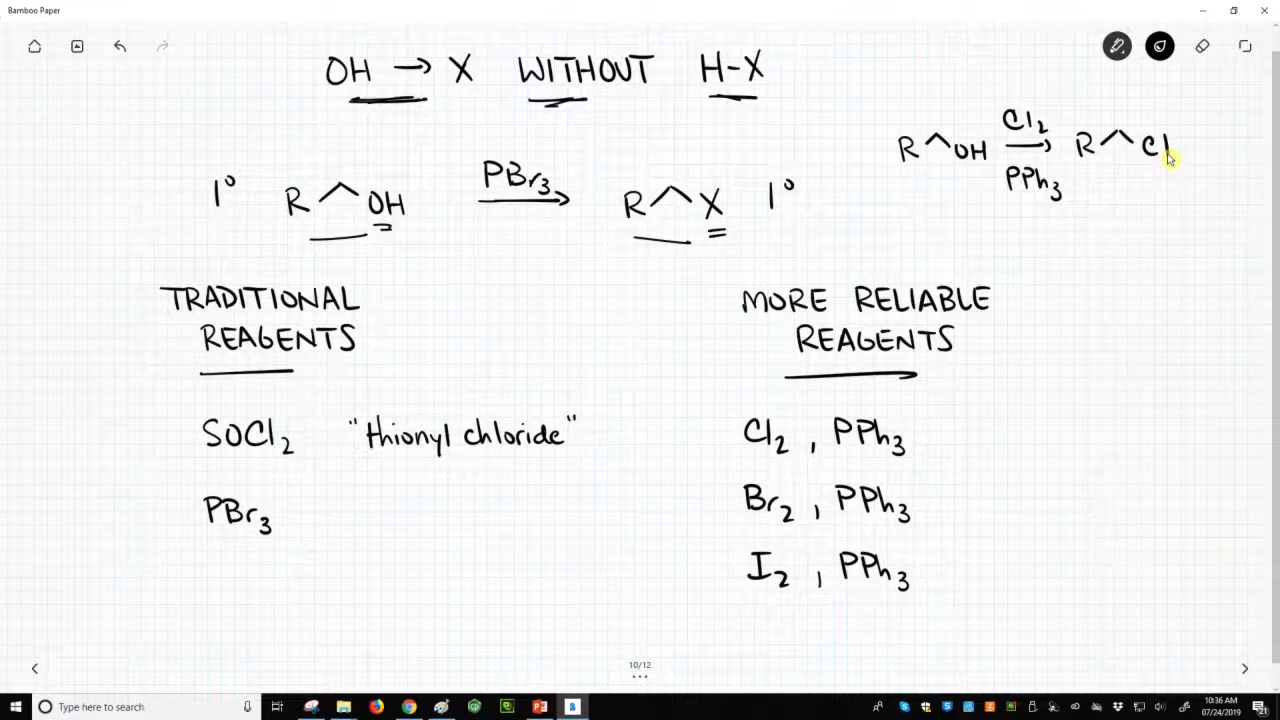 Bamboo Paper
OH → X WITHOUT H-X
R OH Cl2 → PPh3 R Cl
1° R OH PBr3 → R X 1°
TRADITIONAL
REAGENTS
MORE RELIABLE
REAGENTS
SOCl2 "thionyl chloride"
Cl2, PPh3
PBr3
Br2, PPh3
I2, PPh3
10/12
Type here to search
10:36 AM
07/24/2019
21